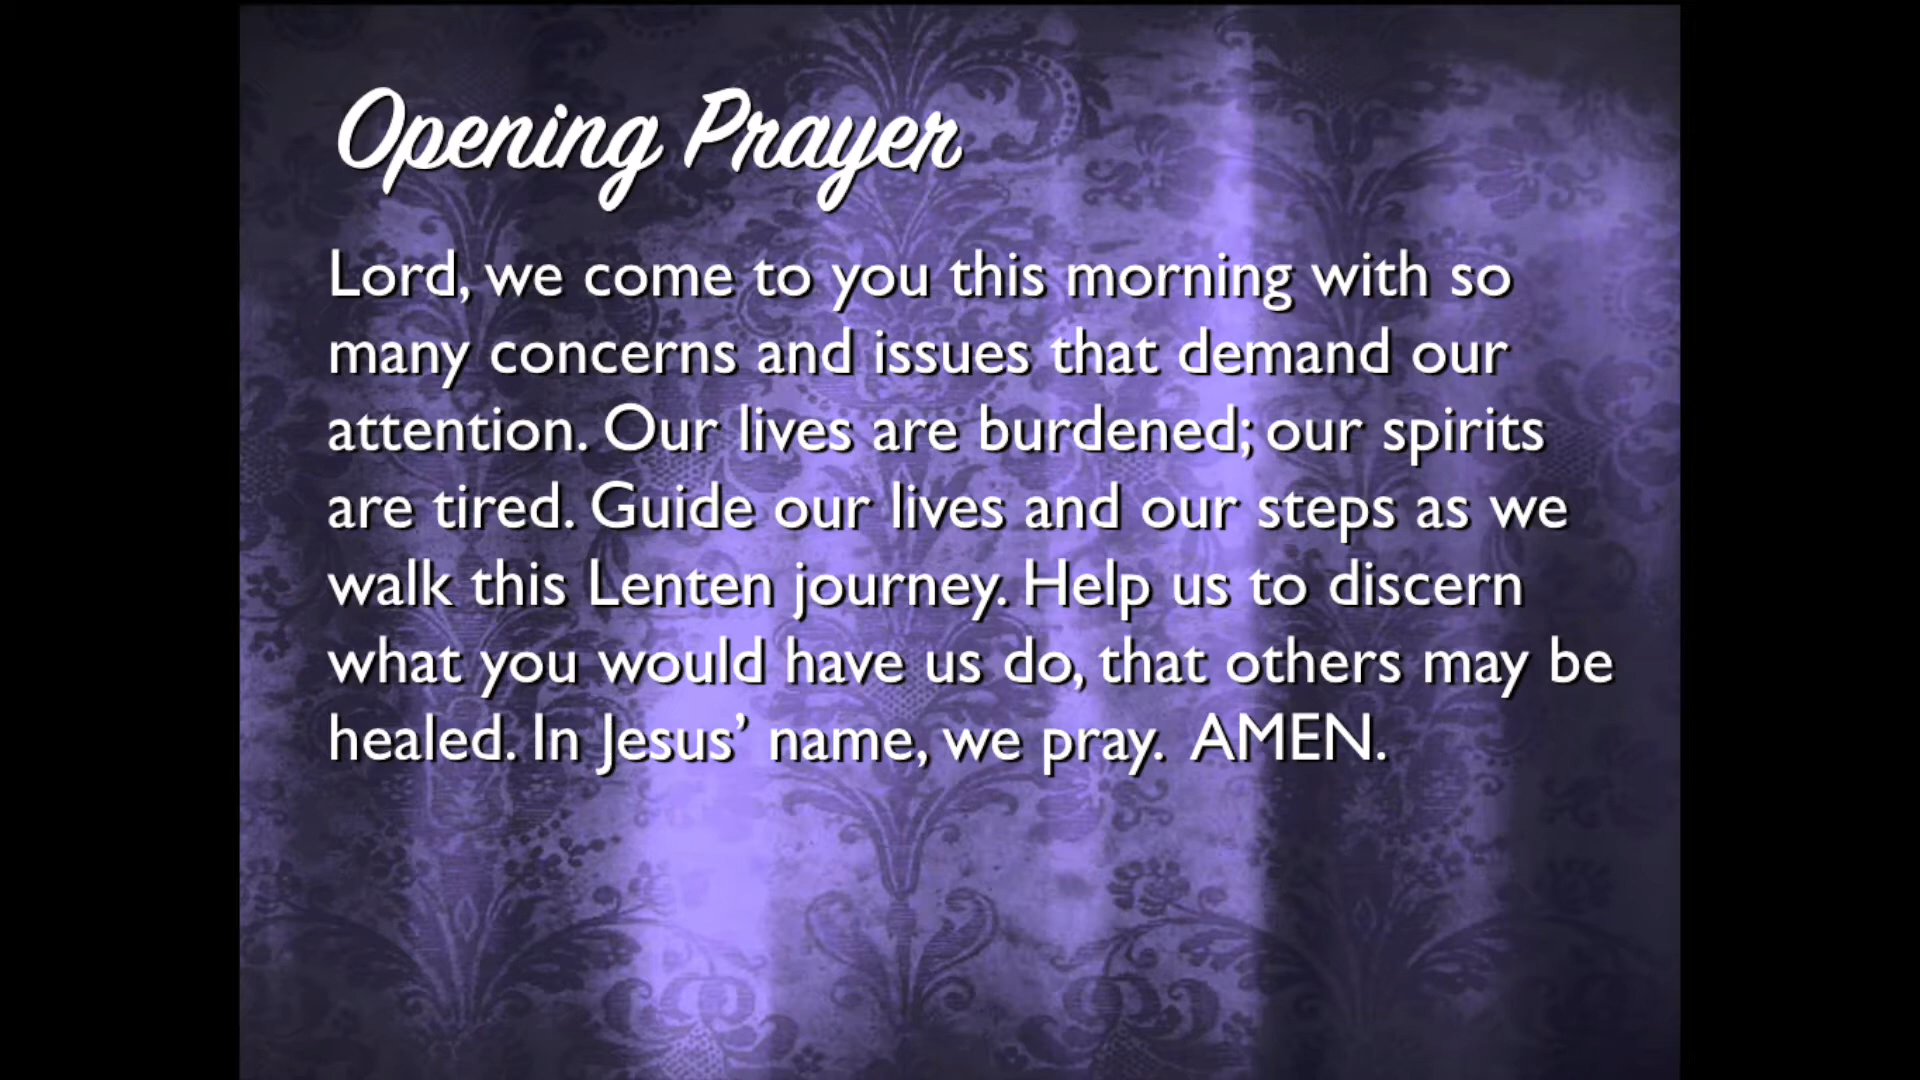 Opening Prayer
Lord, we come to you this morning with so
many concerns and issues that demand our
attention. Our lives are burdened; our spirits
are tired. Guide our lives and our steps as we
walk this Lenten journey. Help us to discern
what you would have us do, that others may be
healed. In Jesus’ name, we pray.  AMEN.